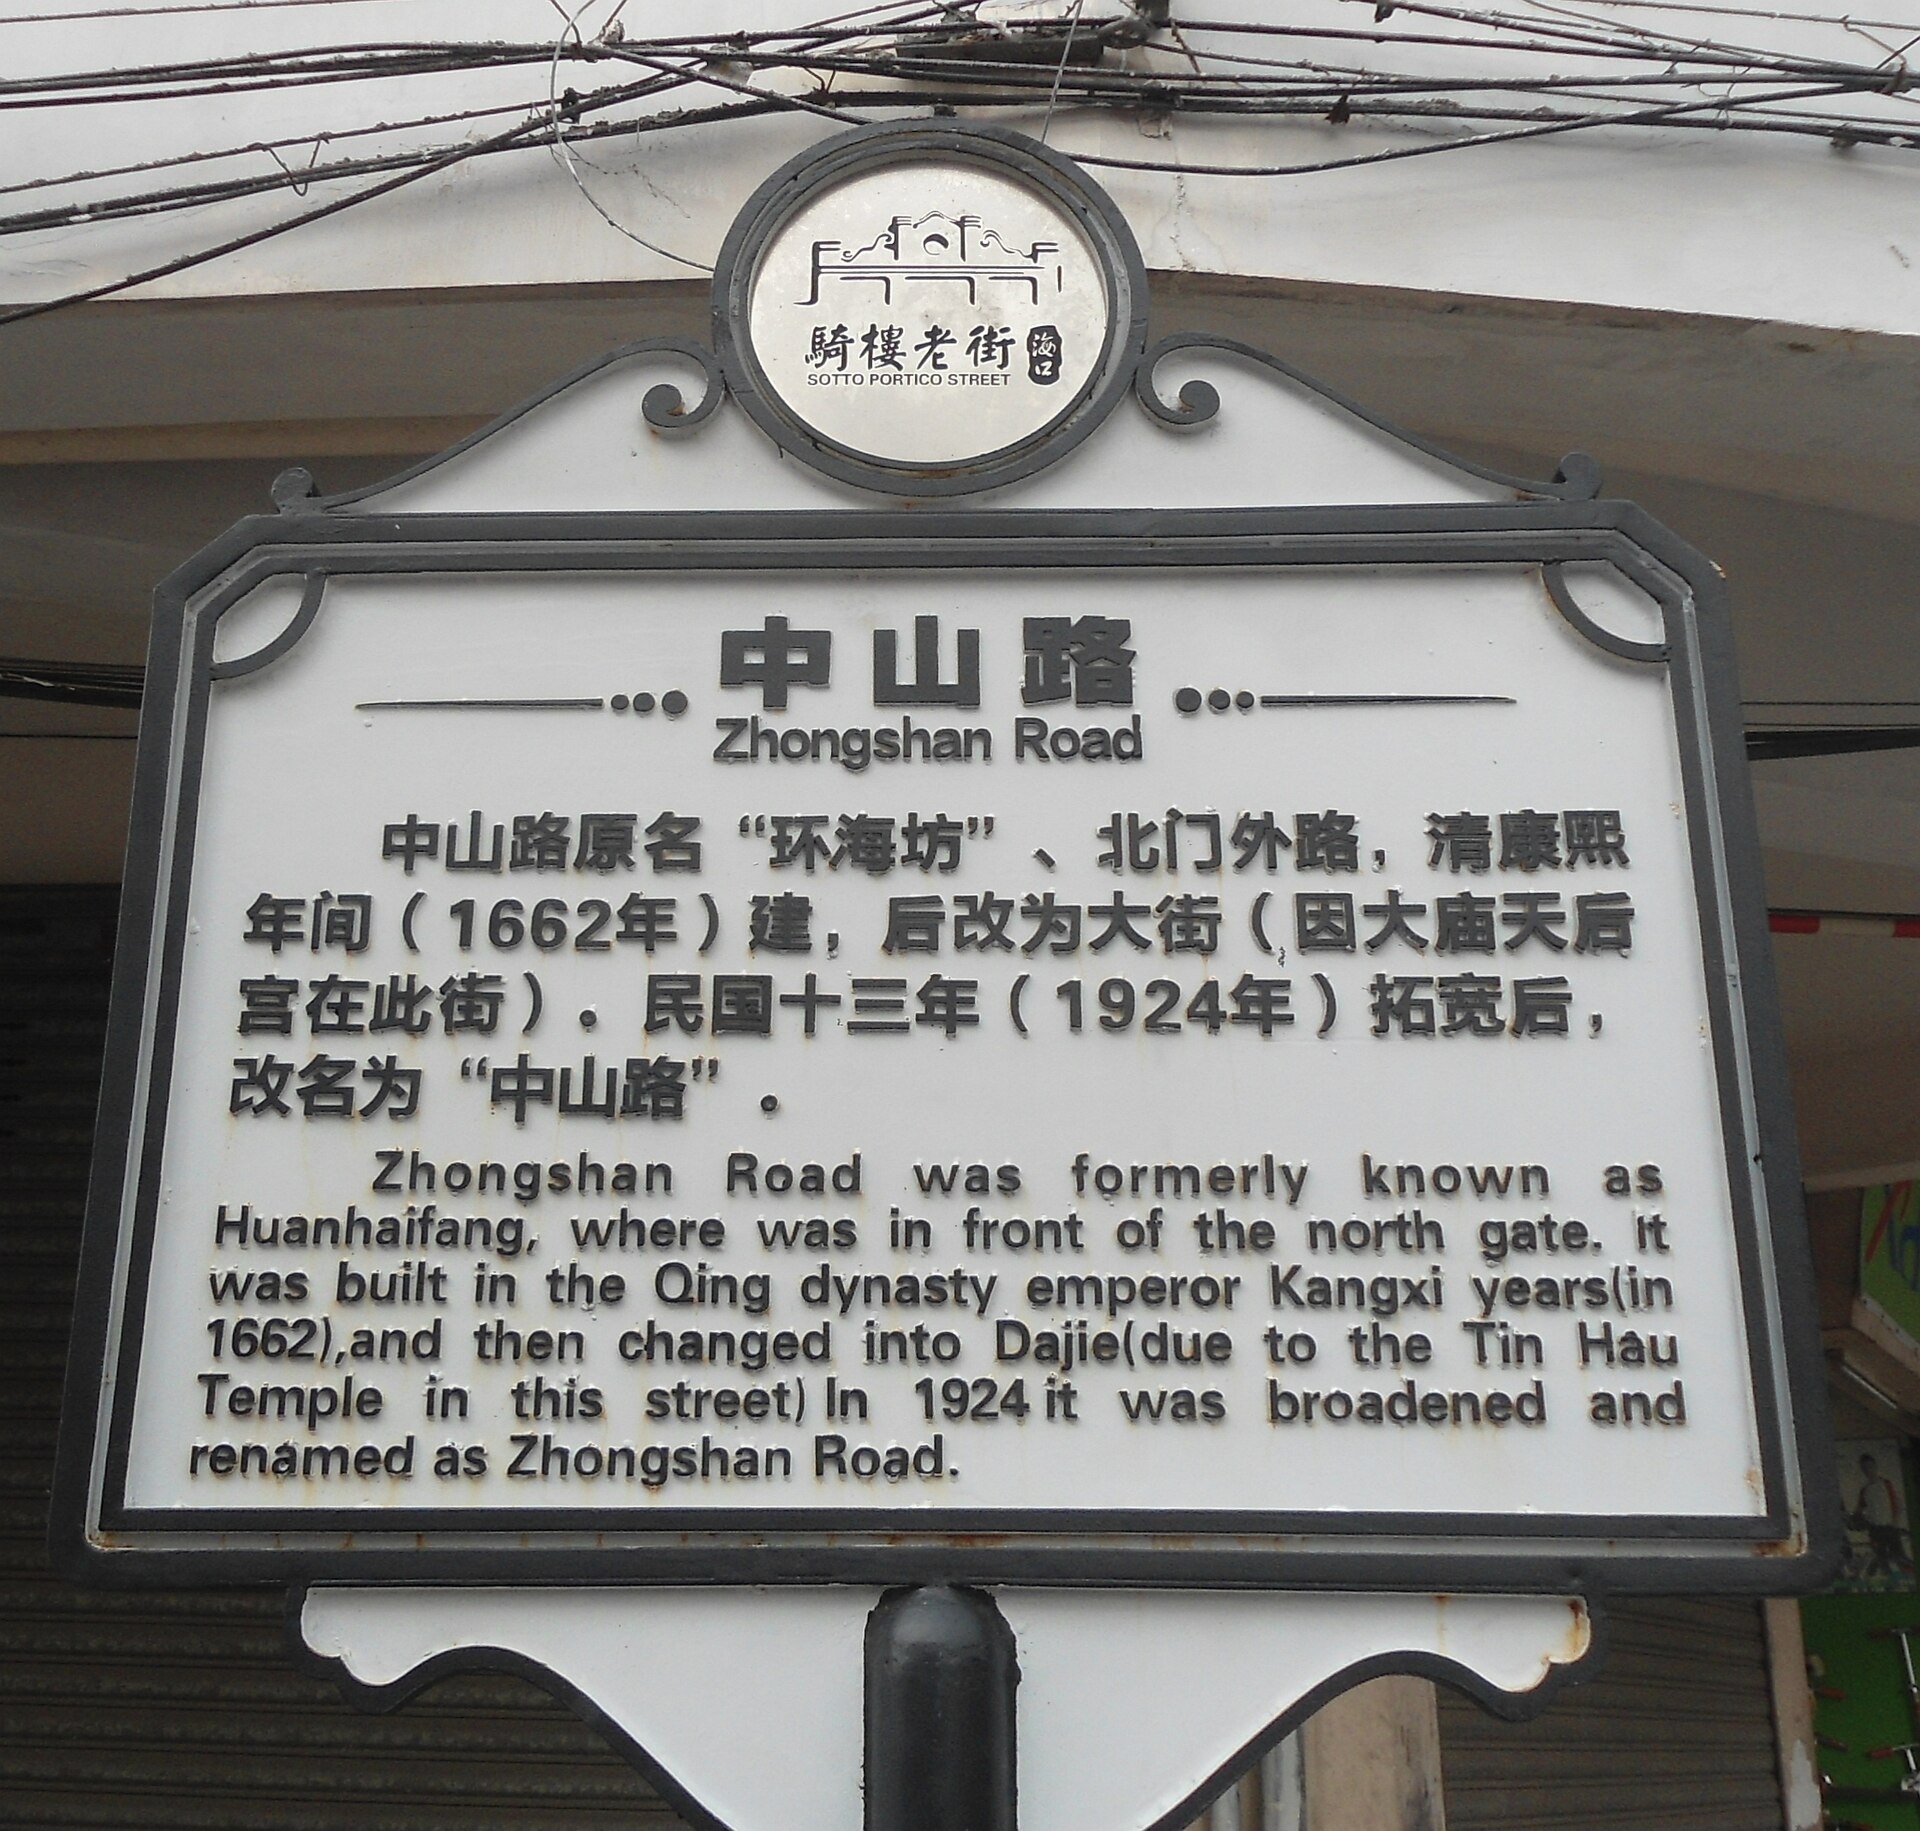 騎樓老街 海口
SOTTO PORTICO STREET
中山路
Zhongshan Road
中山路原名“环海坊”、北门外路，清康熙
年间（1662年）建，后改为大街（因大庙天后
宫在此街）。民国十三年（1924年）拓宽后，
改名为“中山路”。
Zhongshan Road was formerly known as
Huanhaifang, where was in front of the north gate. It
was built in the Qing dynasty emperor Kangxi years(in
1662),and then changed into Dajie(due to the Tin Hau
Temple in this street) In 1924 it was broadened and
renamed as Zhongshan Road.